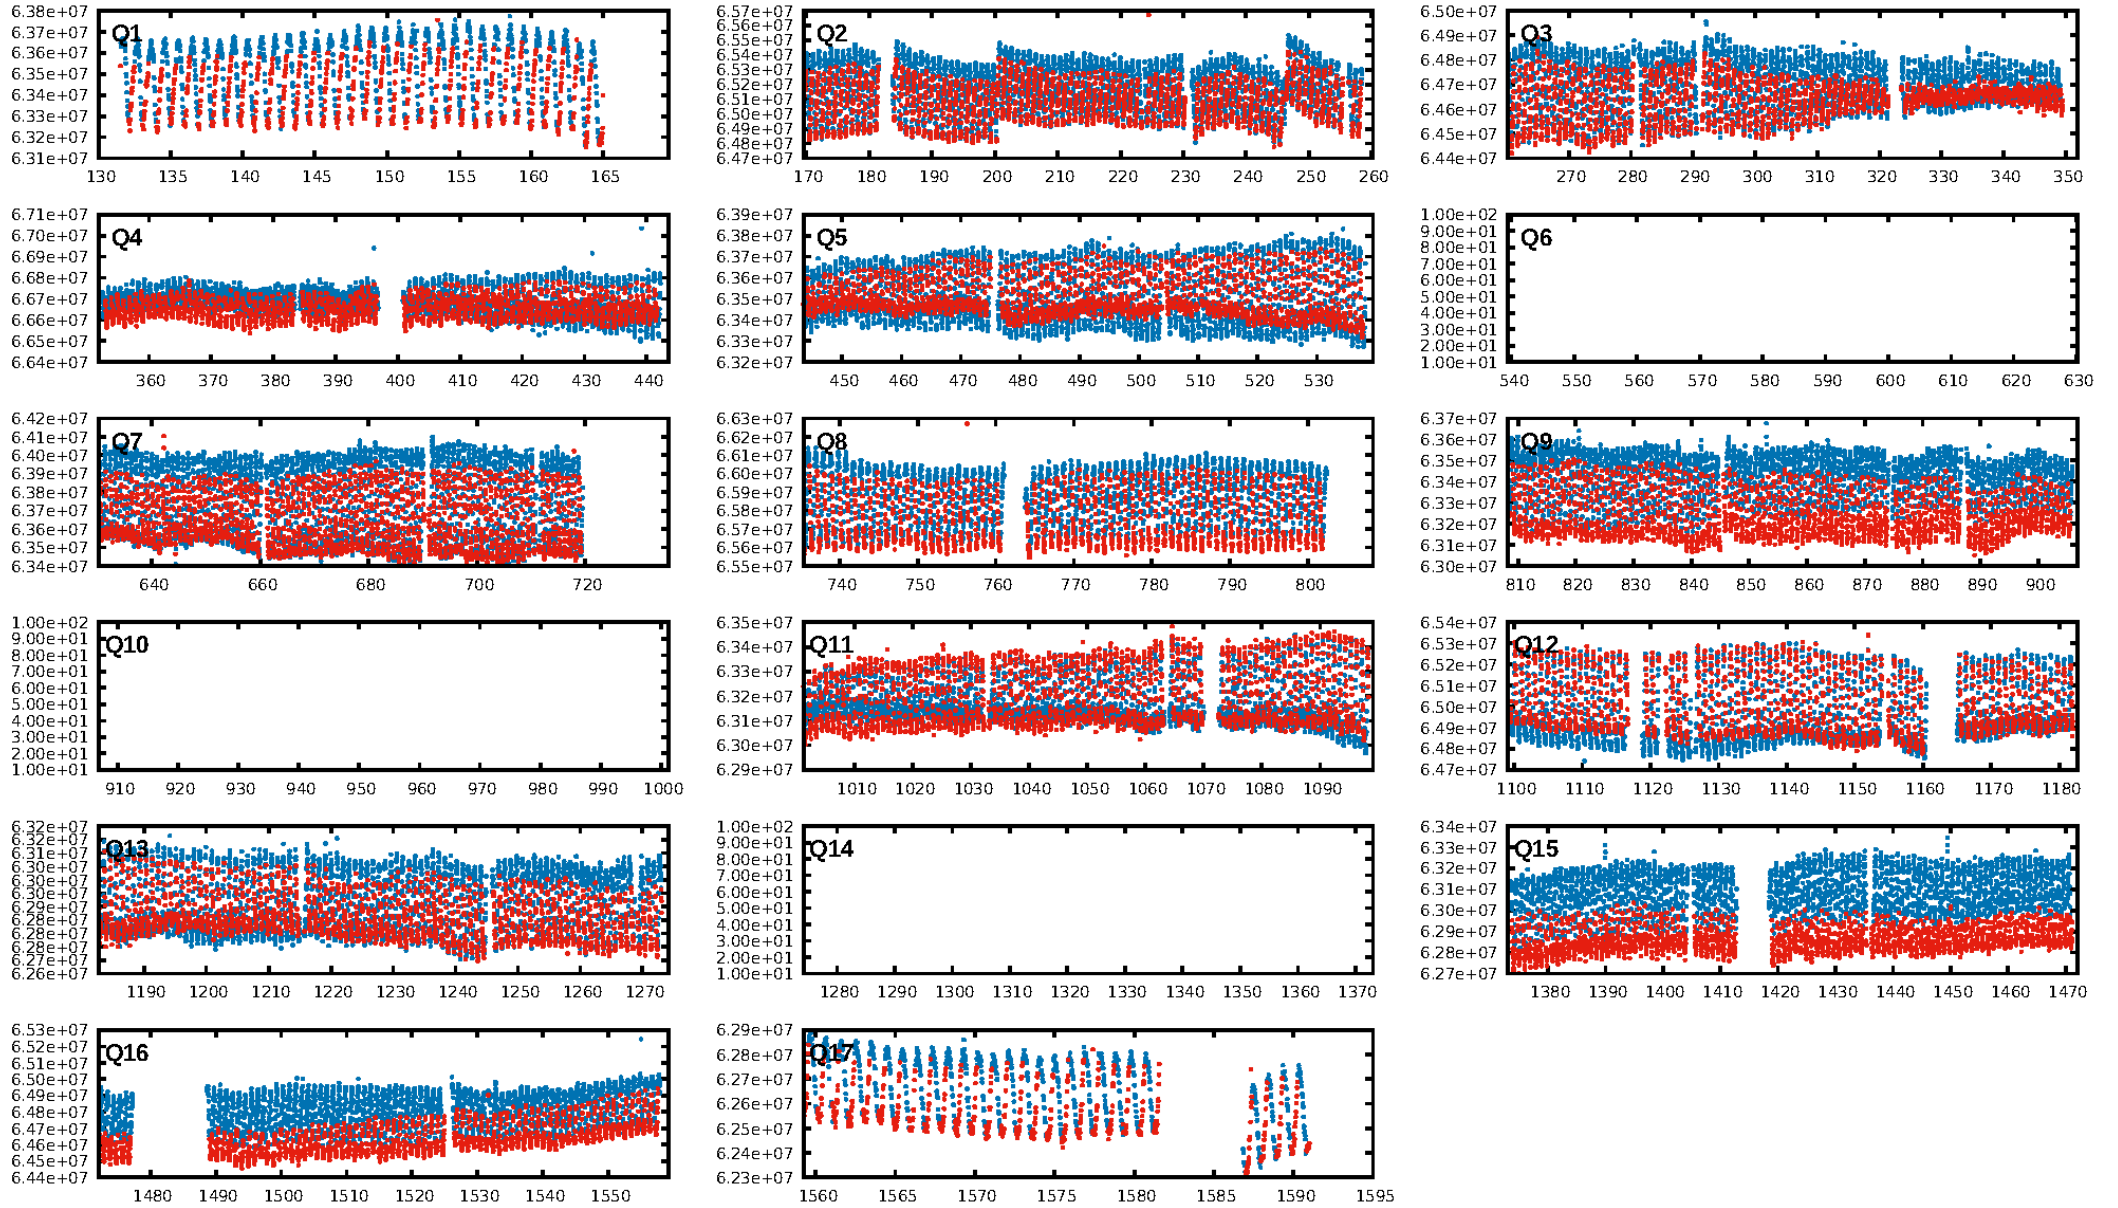 6.38e+07
6.37e+07
6.36e+07
6.35e+07
6.34e+07
6.33e+07
6.32e+07
6.31e+07
Q1
130 135 140 145 150 155 160 165
6.57e+07
6.56e+07
6.55e+07
6.54e+07
6.53e+07
6.52e+07
6.51e+07
6.50e+07
6.49e+07
6.48e+07
6.47e+07
Q2
170 180 190 200 210 220 230 240 250 260
6.50e+07
6.49e+07
6.48e+07
6.47e+07
6.46e+07
6.45e+07
6.44e+07
Q3
270 280 290 300 310 320 330 340 350
6.71e+07
6.70e+07
6.69e+07
6.68e+07
6.67e+07
6.66e+07
6.65e+07
6.64e+07
Q4
360 370 380 390 400 410 420 430 440
6.39e+07
6.38e+07
6.37e+07
6.36e+07
6.35e+07
6.34e+07
6.33e+07
6.32e+07
Q5
450 460 470 480 490 500 510 520 530
1.00e+02
9.00e+01
8.00e+01
7.00e+01
6.00e+01
5.00e+01
4.00e+01
3.00e+01
2.00e+01
1.00e+01
Q6
540 550 560 570 580 590 600 610 620 630
6.42e+07
6.41e+07
6.40e+07
6.39e+07
6.38e+07
6.37e+07
6.36e+07
6.35e+07
6.34e+07
Q7
640 660 680 700 720
6.63e+07
6.62e+07
6.61e+07
6.60e+07
6.59e+07
6.58e+07
6.57e+07
6.56e+07
6.55e+07
Q8
740 750 760 770 780 790 800
6.37e+07
6.36e+07
6.35e+07
6.34e+07
6.33e+07
6.32e+07
6.31e+07
6.30e+07
Q9
810 820 830 840 850 860 870 880 890 900
1.00e+02
9.00e+01
8.00e+01
7.00e+01
6.00e+01
5.00e+01
4.00e+01
3.00e+01
2.00e+01
1.00e+01
Q10
910 920 930 940 950 960 970 980 990 1000
6.35e+07
6.34e+07
6.33e+07
6.32e+07
6.31e+07
6.30e+07
6.29e+07
Q11
1010 1020 1030 1040 1050 1060 1070 1080 1090
6.54e+07
6.53e+07
6.52e+07
6.51e+07
6.50e+07
6.49e+07
6.48e+07
6.47e+07
Q12
1100 1110 1120 1130 1140 1150 1160 1170 1180
6.32e+07
6.32e+07
6.31e+07
6.30e+07
6.30e+07
6.29e+07
6.29e+07
6.28e+07
6.28e+07
6.27e+07
6.27e+07
6.26e+07
Q13
1190 1200 1210 1220 1230 1240 1250 1260 1270
1.00e+02
9.00e+01
8.00e+01
7.00e+01
6.00e+01
5.00e+01
4.00e+01
3.00e+01
2.00e+01
1.00e+01
Q14
1280 1290 1300 1310 1320 1330 1340 1350 1360 1370
6.34e+07
6.33e+07
6.32e+07
6.31e+07
6.30e+07
6.29e+07
6.28e+07
6.27e+07
Q15
1380 1390 1400 1410 1420 1430 1440 1450 1460 1470
6.53e+07
6.52e+07
6.51e+07
6.50e+07
6.49e+07
6.48e+07
6.47e+07
6.46e+07
6.45e+07
6.44e+07
Q16
1480 1490 1500 1510 1520 1530 1540 1550
6.29e+07
6.28e+07
6.27e+07
6.26e+07
6.25e+07
6.24e+07
6.23e+07
Q17
1560 1565 1570 1575 1580 1585 1590 1595